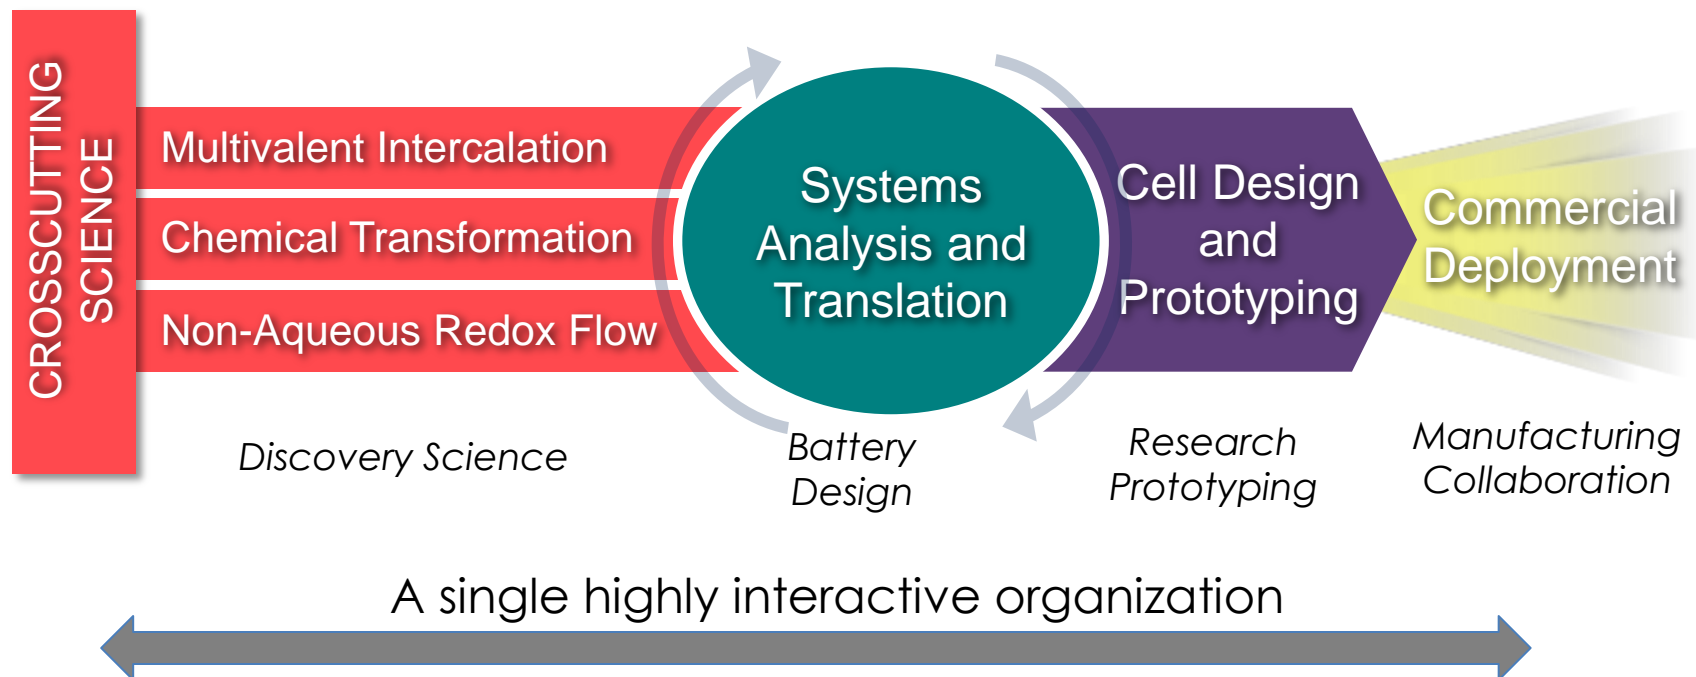 CROSSCUTTING
SCIENCE
Multivalent Intercalation
Chemical Transformation
Non-Aqueous Redox Flow
Systems
Analysis and
Translation
Cell Design
and
Prototyping
Commercial
Deployment
Discovery Science
Battery
Design
Research
Prototyping
Manufacturing
Collaboration
A single highly interactive organization